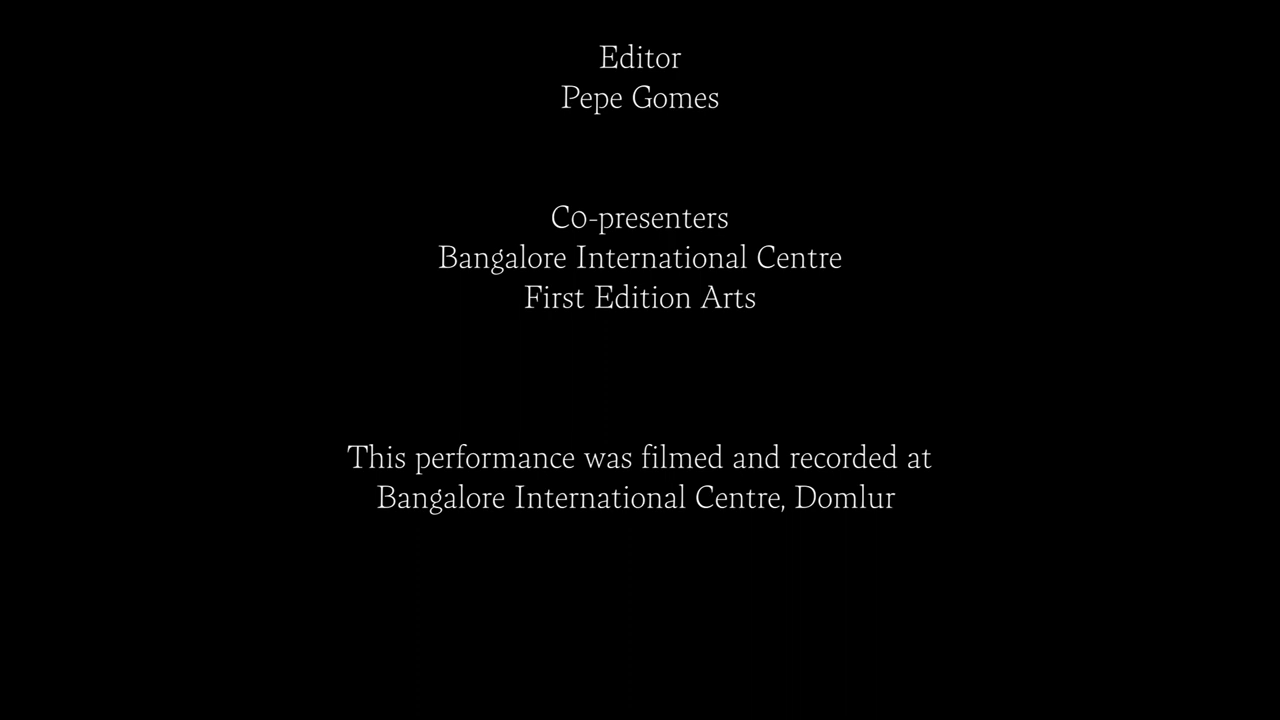 Editor
Pepe Gomes
Co-presenters
Bangalore International Centre
First Edition Arts
This performance was filmed and recorded at
Bangalore International Centre, Domlur